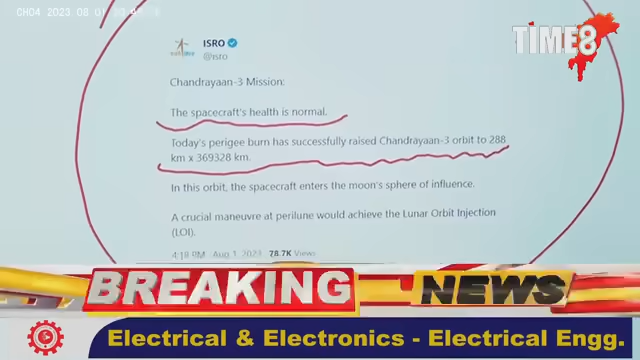 CH04 2023 08 01
TIME8
ISRO
@isro
Chandrayaan-3 Mission:
The spacecraft's health is normal.
Today's perigee burn has successfully raised Chandrayaan-3 orbit to 288
km x 369328 km.
In this orbit, the spacecraft enters the moon's sphere of influence.
A crucial maneuvre at perilune would achieve the Lunar Orbit Injection
(LOI).
4:18 PM Aug 1, 2023 78.7K Views
BREAKING NEWS
Electrical & Electronics - Electrical Engg.